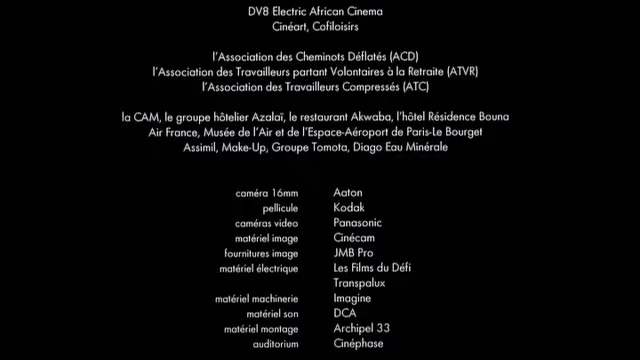 DV8 Electric African Cinema
Cinéart, Cofiloisirs
l'Association des Cheminots Déflatés (ACD)
l'Association des Travailleurs partant Volontaires à la Retraite (ATVR)
l'Association des Travailleurs Compressés (ATC)
la CAM, le groupe hôtelier Azalaï, le restaurant Akwaba, l'hôtel Résidence Bouna
Air France, Musée de l'Air et de l'Espace-Aéroport de Paris-Le Bourget
Assimil, Make-Up, Groupe Tomota, Diago Eau Minérale
caméra 16mm Aaton
pellicule Kodak
caméras video Panasonic
matériel image Cinécam
fournitures image JMB Pro
matériel électrique Les Films du Défi
Transpalux
matériel machinerie Imagine
matériel son DCA
matériel montage Archipel 33
auditorium Cinéphase